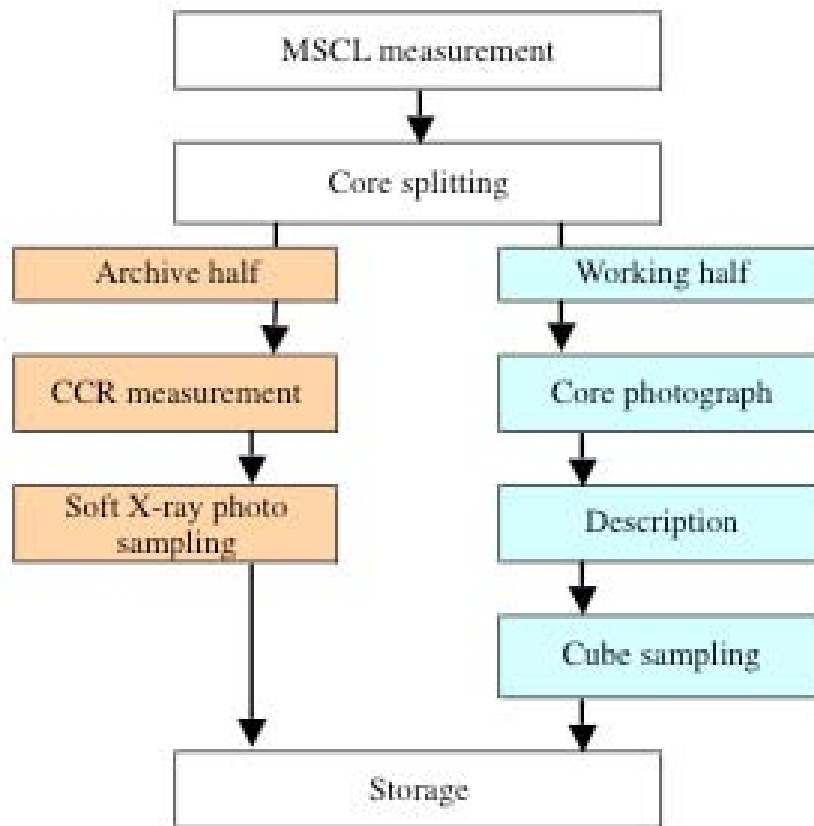 MSCL measurement
Core splitting
Archive half
Working half
CCR measurement
Core photograph
Soft X-ray photo
sampling
Description
Cube sampling
Storage